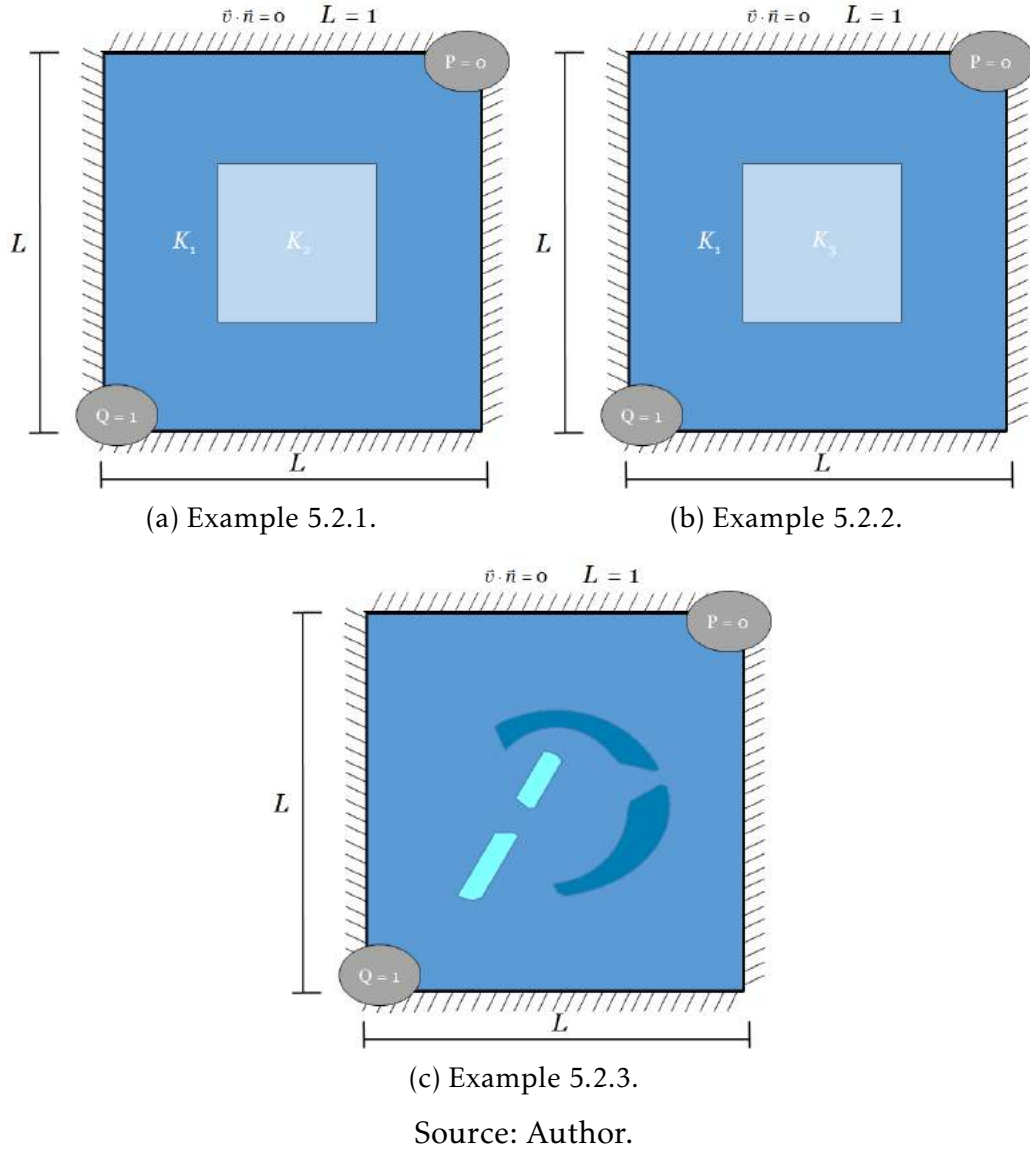 v⃗ · n⃗ = 0 L = 1
P = 0
L
K₁
K₂
Q = 1
L
(a) Example 5.2.1.
v⃗ · n⃗ = 0 L = 1
P = 0
L
K₁
K₃
Q = 1
L
(b) Example 5.2.2.
v⃗ · n⃗ = 0 L = 1
P = 0
L
Q = 1
L
(c) Example 5.2.3.
Source: Author.